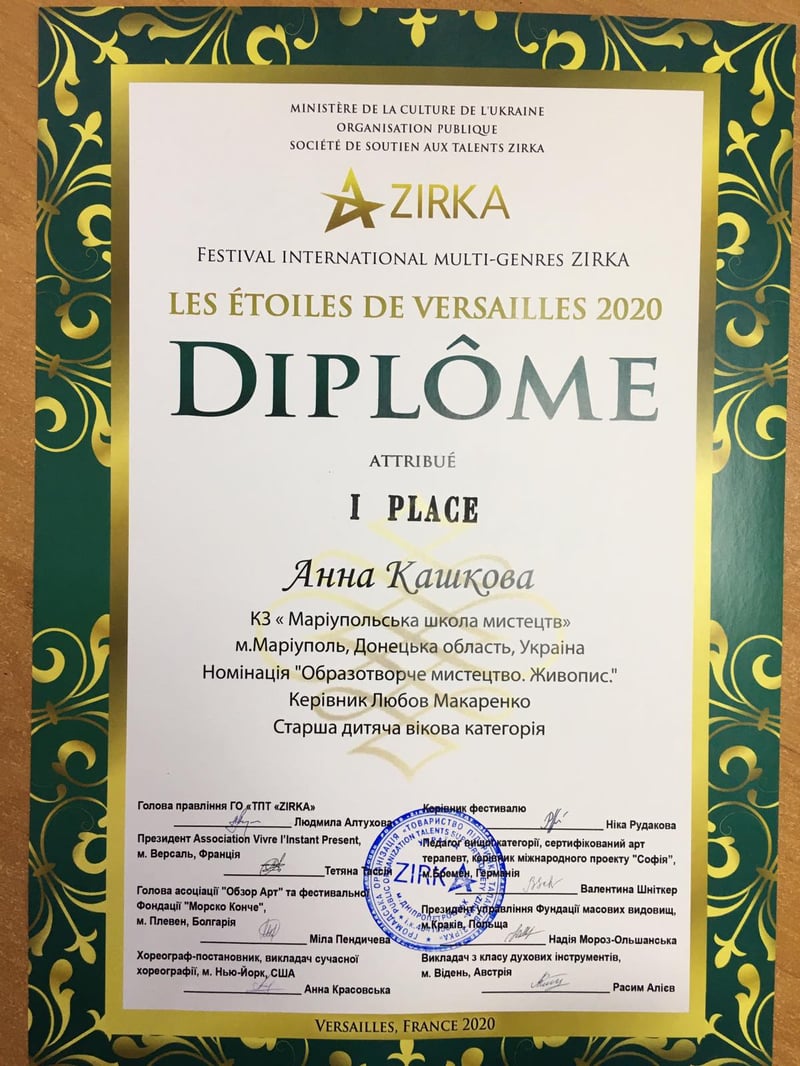 MINISTÈRE DE LA CULTURE DE L'UKRAINE
ORGANISATION PUBLIQUE
SOCIÉTÉ DE SOUTIEN AUX TALENTS ZIRKA
ZIRKA
FESTIVAL INTERNATIONAL MULTI-GENRES ZIRKA
LES ÉTOILES DE VERSAILLES 2020
DIPLÔME
ATTRIBUÉ
I PLACE
Анна Кашкова
КЗ « Маріупольська школа мистецтв»
м.Маріуполь, Донецька область, Україна
Номінація "Образотворче мистецтво. Живопис."
Керівник Любов Макаренко
Старша дитяча вікова категорія
Голова правління ГО «ТПТ «ZIRKA»
Людмила Алтухова
Президент Association Vivre l'Instant Present,
м. Версаль, Франція
Тетяна Тассій
Голова асоціації "Обзор Арт" та фестивальної
Фондації "Морско Конче",
м. Плевен, Болгарія
Міла Пендичева
Хореограф-постановник, викладач сучасної
хореографії, м. Нью-Йорк, США
Анна Красовська
Керівник фестивалю
Ніка Рудакова
Педагог вищої категорії, сертифікований арт
терапевт, керівник міжнародного проекту "Софія",
м.Бремен, Германія
Валентина Шніткер
Президент управління Фундації масових видовищ,
м.Краків, Польща
Надія Мороз-Ольшанська
Викладач з класу духових інструментів,
м. Відень, Австрія
Расим Алієв
ZIRKA
VERSAILLES, FRANCE 2020